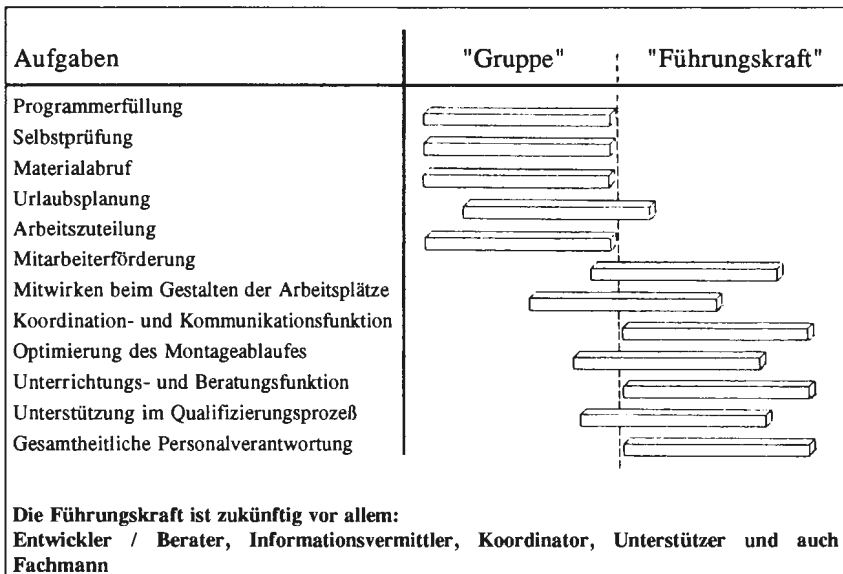 Aufgaben "Gruppe" "Führungskraft"
Programmerfüllung
Selbstprüfung
Materialabruf
Urlaubsplanung
Arbeitszuteilung
Mitarbeiterförderung
Mitwirken beim Gestalten der Arbeitsplätze
Koordination- und Kommunikationsfunktion
Optimierung des Montageablaufes
Unterrichtungs- und Beratungsfunktion
Unterstützung im Qualifizierungsprozeß
Gesamtheitliche Personalverantwortung
Die Führungskraft ist zukünftig vor allem:
Entwickler / Berater, Informationsvermittler, Koordinator, Unterstützer und auch
Fachmann